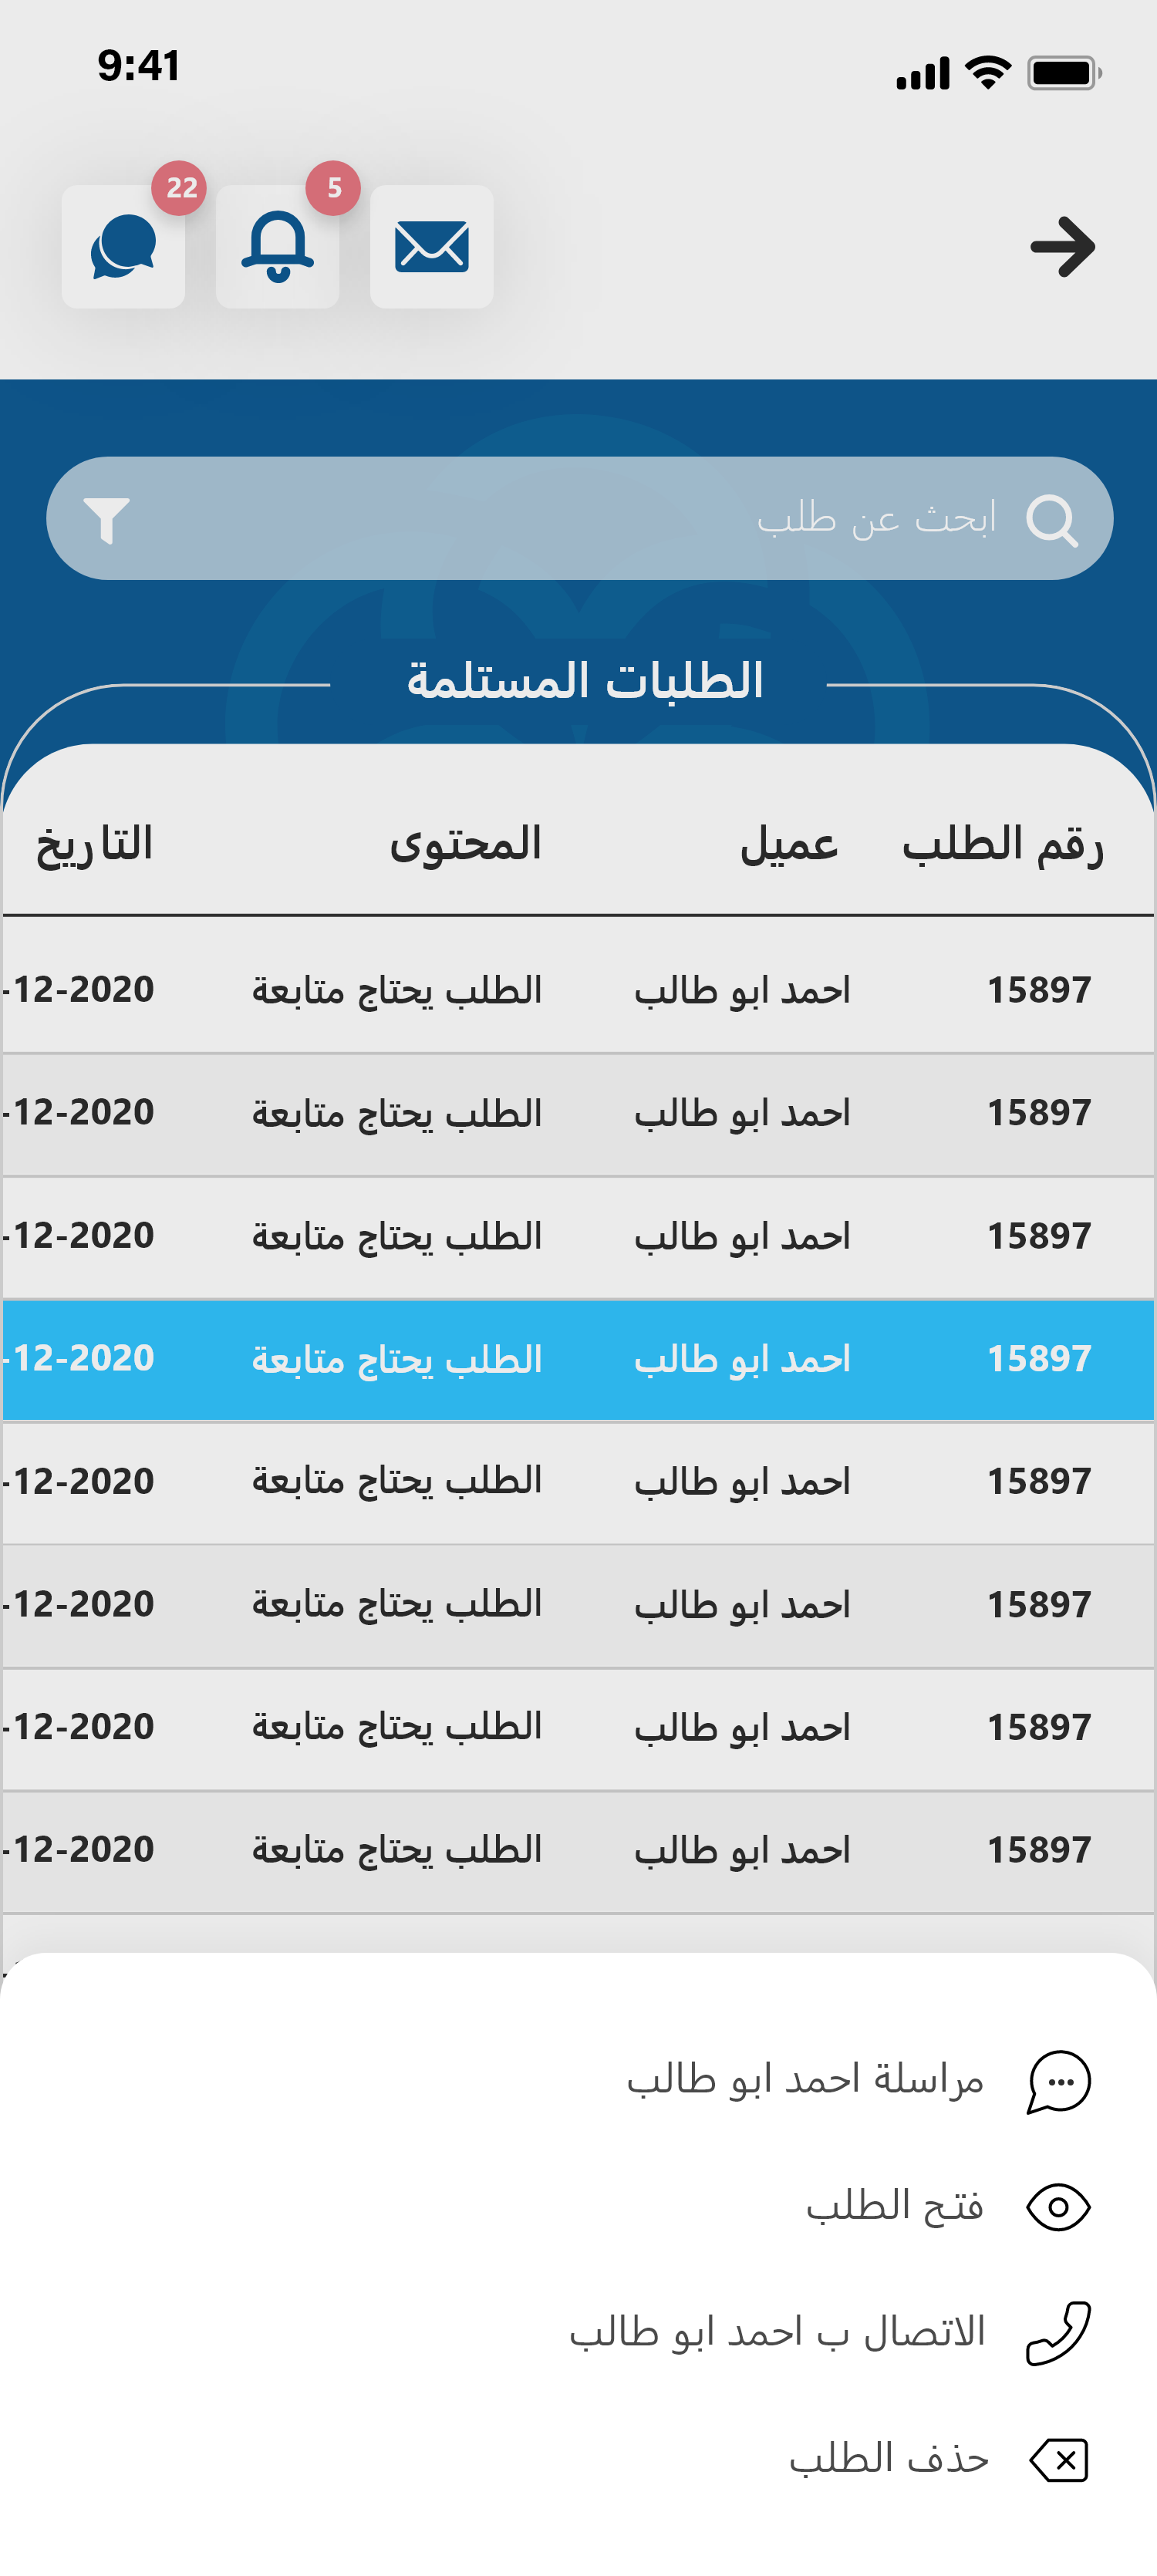 9:41
22
5
ابحث عن طلب
الطلبات المستلمة
رقم الطلب عميل المحتوى التاريخ
15897 احمد ابو طالب الطلب يحتاج متابعة 12-2020-
15897 احمد ابو طالب الطلب يحتاج متابعة 12-2020-
15897 احمد ابو طالب الطلب يحتاج متابعة 12-2020-
15897 احمد ابو طالب الطلب يحتاج متابعة 12-2020-
15897 احمد ابو طالب الطلب يحتاج متابعة 12-2020-
15897 احمد ابو طالب الطلب يحتاج متابعة 12-2020-
15897 احمد ابو طالب الطلب يحتاج متابعة 12-2020-
15897 احمد ابو طالب الطلب يحتاج متابعة 12-2020-
مراسلة احمد ابو طالب
فتح الطلب
الاتصال ب احمد ابو طالب
حذف الطلب